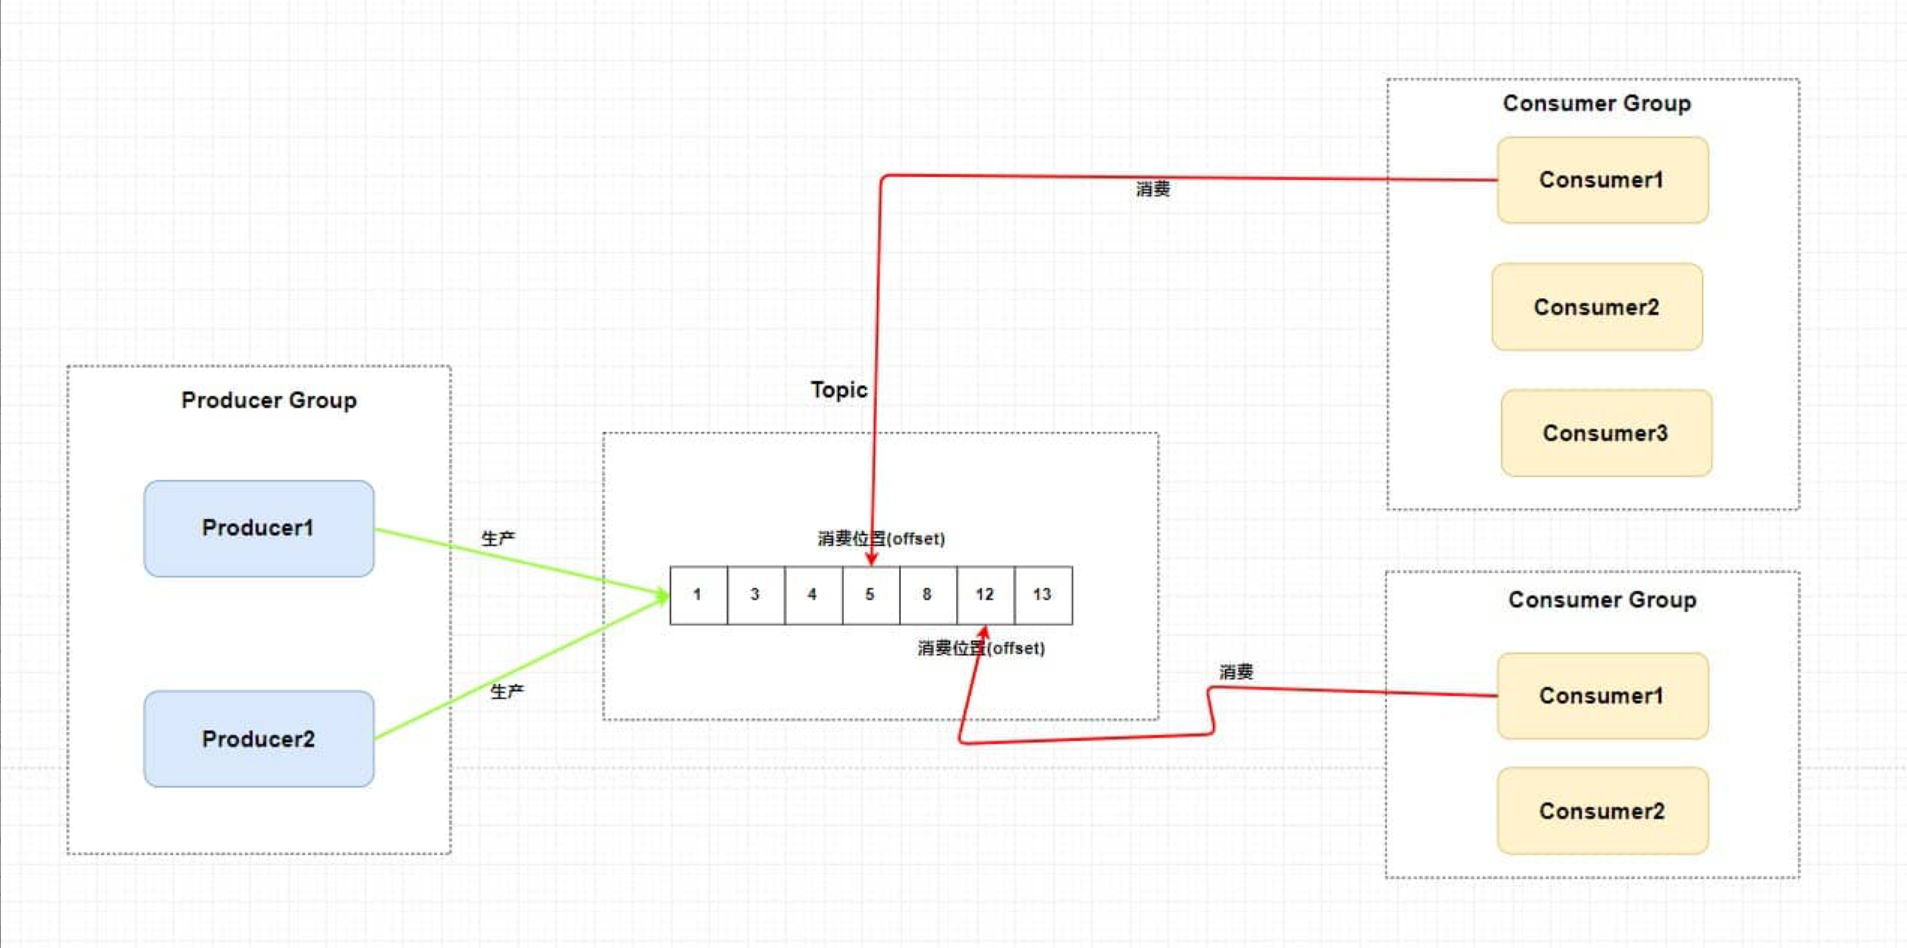 Consumer Group
Consumer1
消费
Consumer2
Topic
Consumer3
Producer Group
Producer1
生产
消费位置(offset)
1 3 4 5 8 12 13
消费位置(offset)
生产
Producer2
消费
Consumer Group
Consumer1
Consumer2